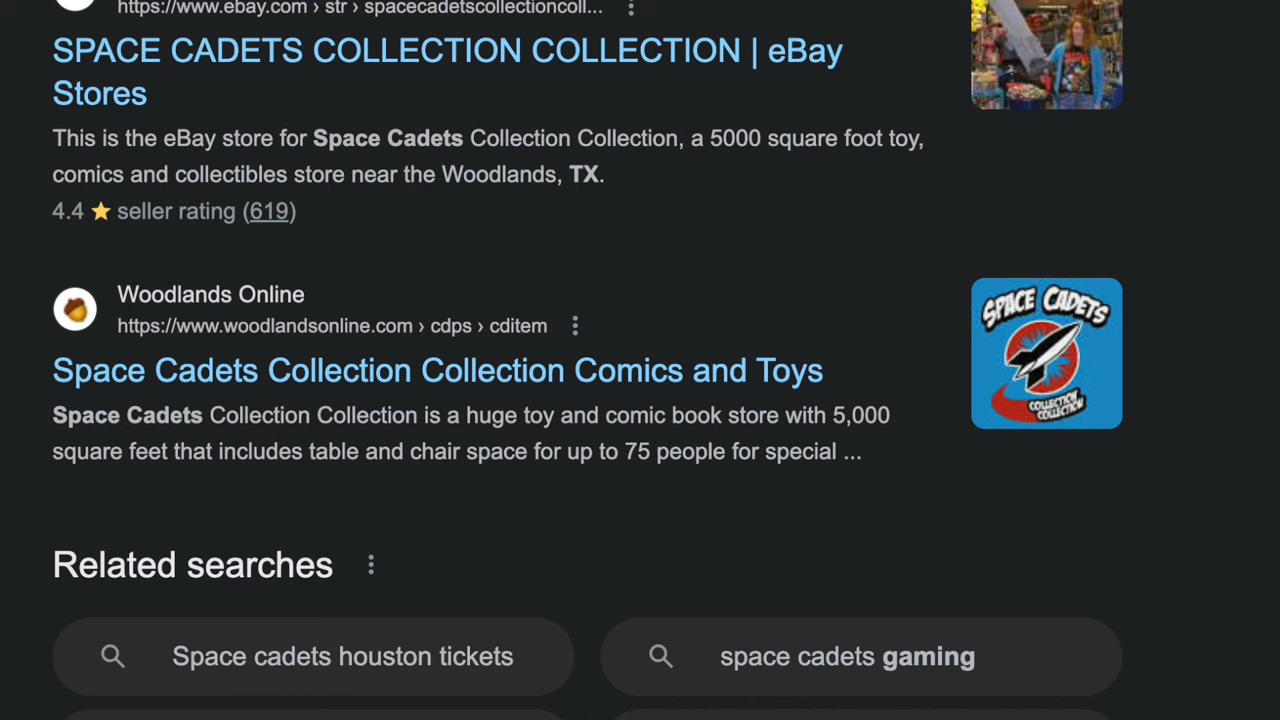 https://www.ebay.com › str › spacecadetscollectioncoll...
SPACE CADETS COLLECTION COLLECTION | eBay
Stores
This is the eBay store for Space Cadets Collection Collection, a 5000 square foot toy,
comics and collectibles store near the Woodlands, TX.
4.4 ⭐ seller rating (619)
Woodlands Online
https://www.woodlandsonline.com › cdps › cditem
SPACE CADETS
COLLECTION
COLLECTION
Space Cadets Collection Collection Comics and Toys
Space Cadets Collection Collection is a huge toy and comic book store with 5,000
square feet that includes table and chair space for up to 75 people for special ...
Related searches
Space cadets houston tickets
space cadets gaming